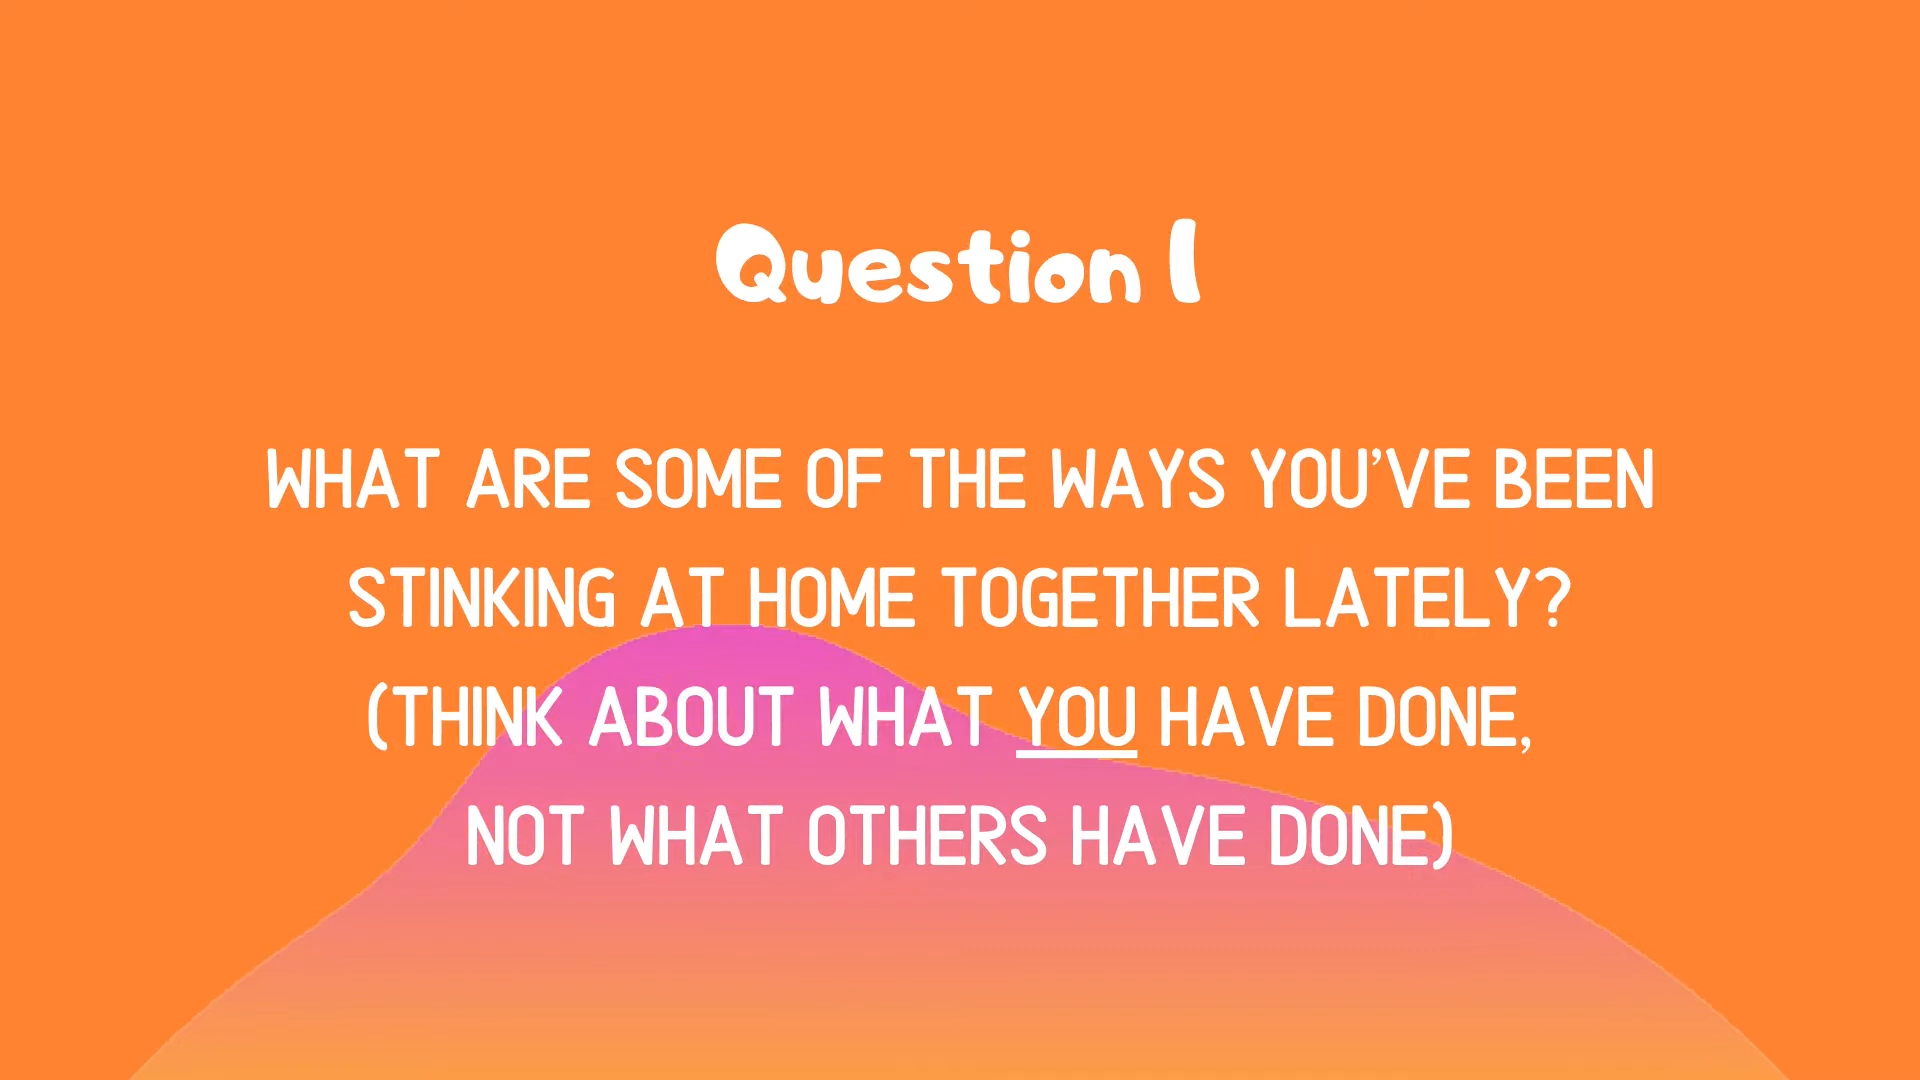 Question 1
WHAT ARE SOME OF THE WAYS YOU'VE BEEN
STINKING AT HOME TOGETHER LATELY?
(THINK ABOUT WHAT YOU HAVE DONE,
NOT WHAT OTHERS HAVE DONE)